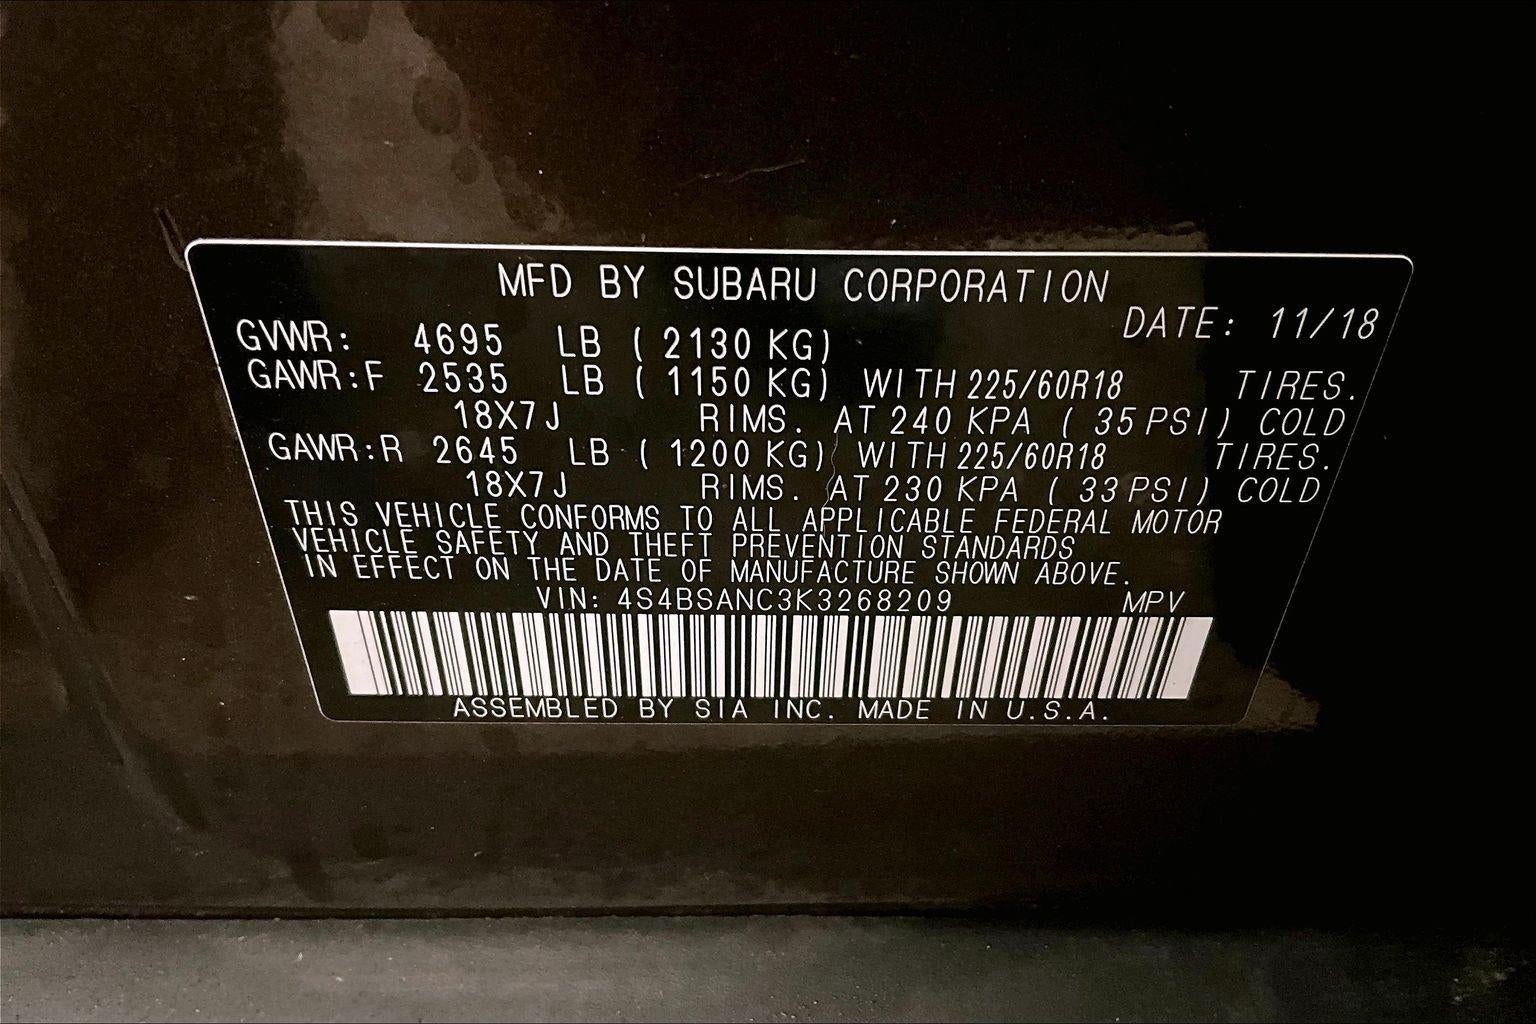 MFD BY SUBARU CORPORATION
DATE: 11/18
GVWR: 4695 LB ( 2130 KG)
GAWR:F 2535 LB ( 1150 KG) WITH 225/60R18 TIRES.
18X7J RIMS. AT 240 KPA ( 35 PSI) COLD
GAWR:R 2645 LB ( 1200 KG) WITH 225/60R18 TIRES.
18X7J RIMS. AT 230 KPA ( 33 PSI) COLD
THIS VEHICLE CONFORMS TO ALL APPLICABLE FEDERAL MOTOR
VEHICLE SAFETY AND THEFT PREVENTION STANDARDS
IN EFFECT ON THE DATE OF MANUFACTURE SHOWN ABOVE.
VIN: 4S4BSANC3K3268209 MPV
ASSEMBLED BY SIA INC. MADE IN U.S.A.